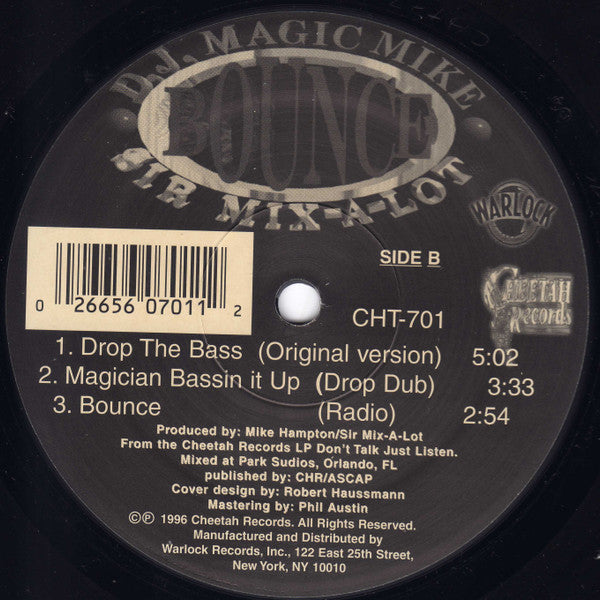 D.J. MAGIC MIKE
BOUNCE
SIR MIX-A-LOT
WARLOCK
CHEETAH
Records
SIDE B
0 26656 07011 2
CHT-701
1. Drop The Bass (Original version) 5:02
2. Magician Bassin it Up (Drop Dub) 3:33
3. Bounce (Radio) 2:54
Produced by: Mike Hampton/Sir Mix-A-Lot
From the Cheetah Records LP Don't Talk Just Listen.
Mixed at Park Sudios, Orlando, FL
published by: CHR/ASCAP
Cover design by: Robert Haussmann
Mastering by: Phil Austin
©℗ 1996 Cheetah Records. All Rights Reserved.
Manufactured and Distributed by
Warlock Records, Inc., 122 East 25th Street,
New York, NY 10010